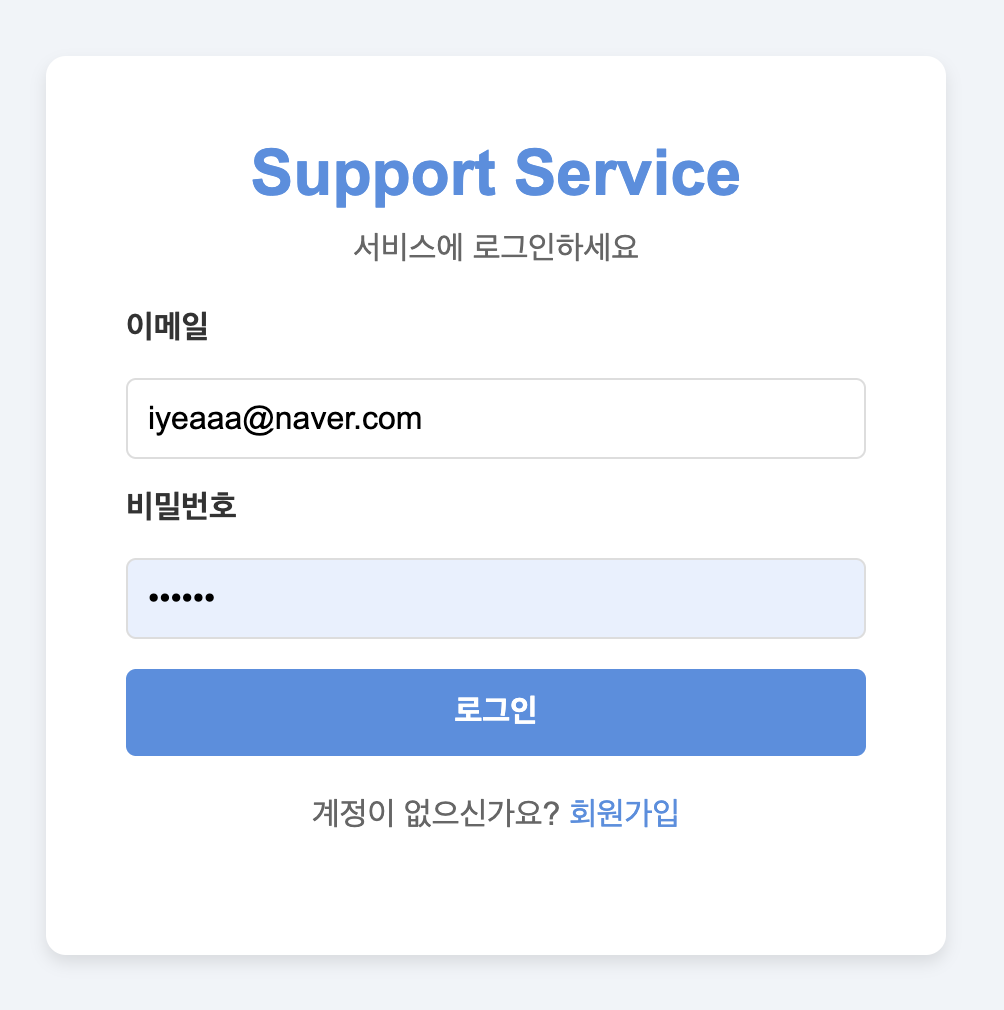 Support Service
서비스에 로그인하세요
이메일
iyeaaa@naver.com
비밀번호
••••••
로그인
계정이 없으신가요? 회원가입